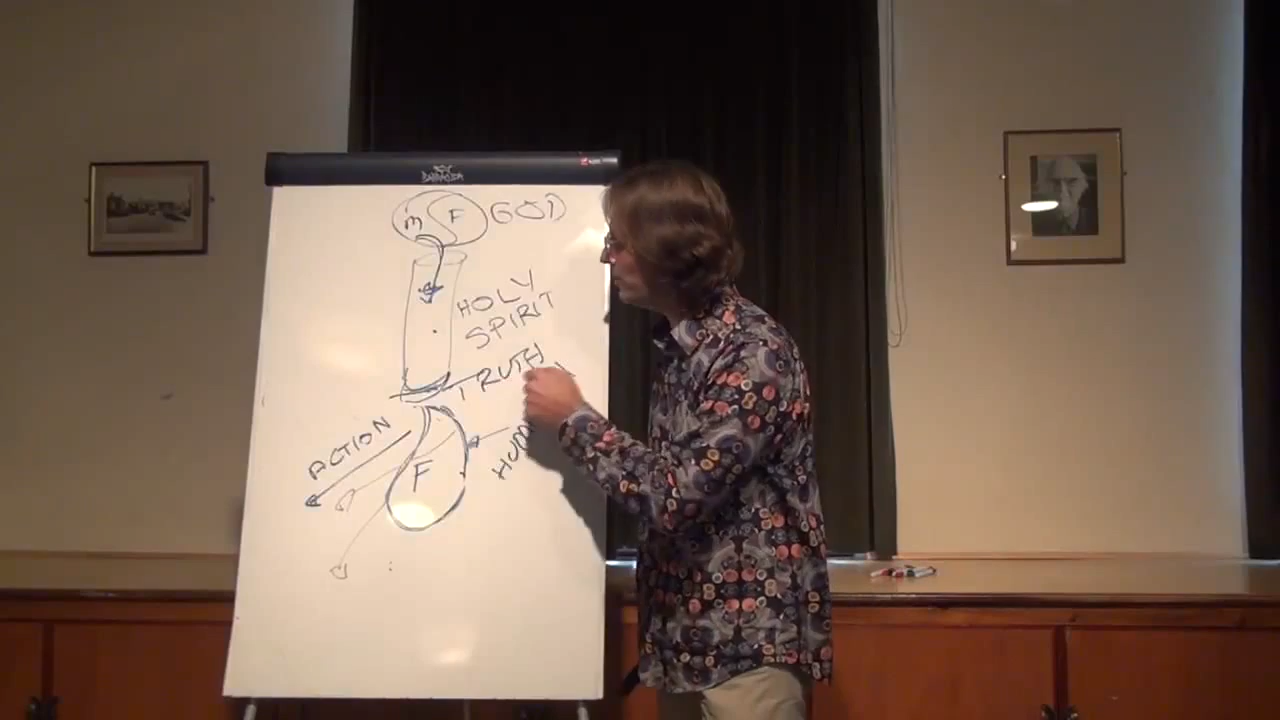 m F GOD
HOLY
SPIRIT
TRUTH
ACTION
F